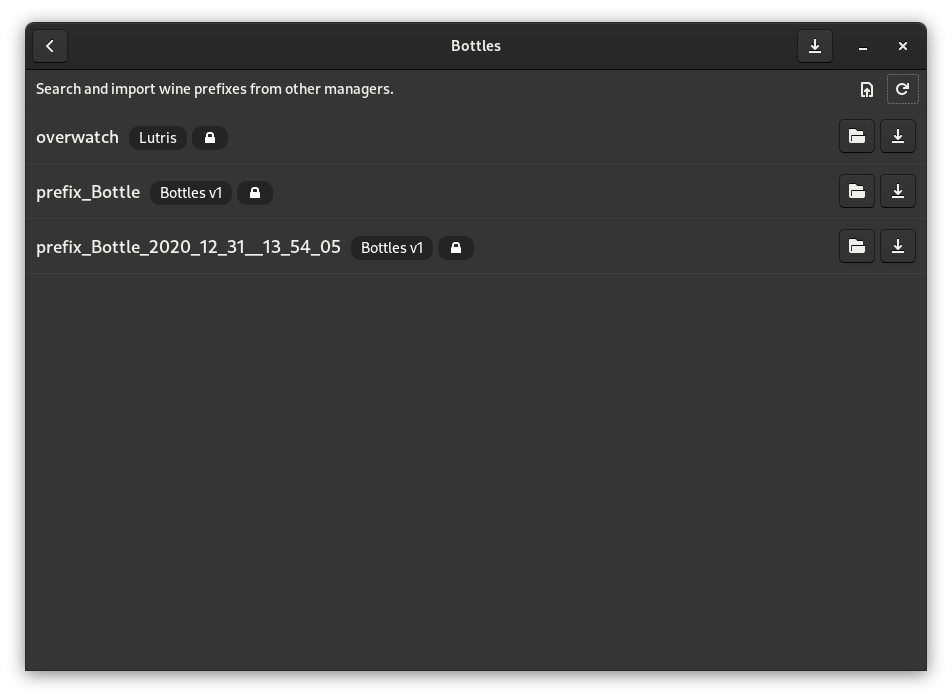 Bottles
Search and import wine prefixes from other managers.
overwatch Lutris
prefix_Bottle Bottles v1
prefix_Bottle_2020_12_31__13_54_05 Bottles v1